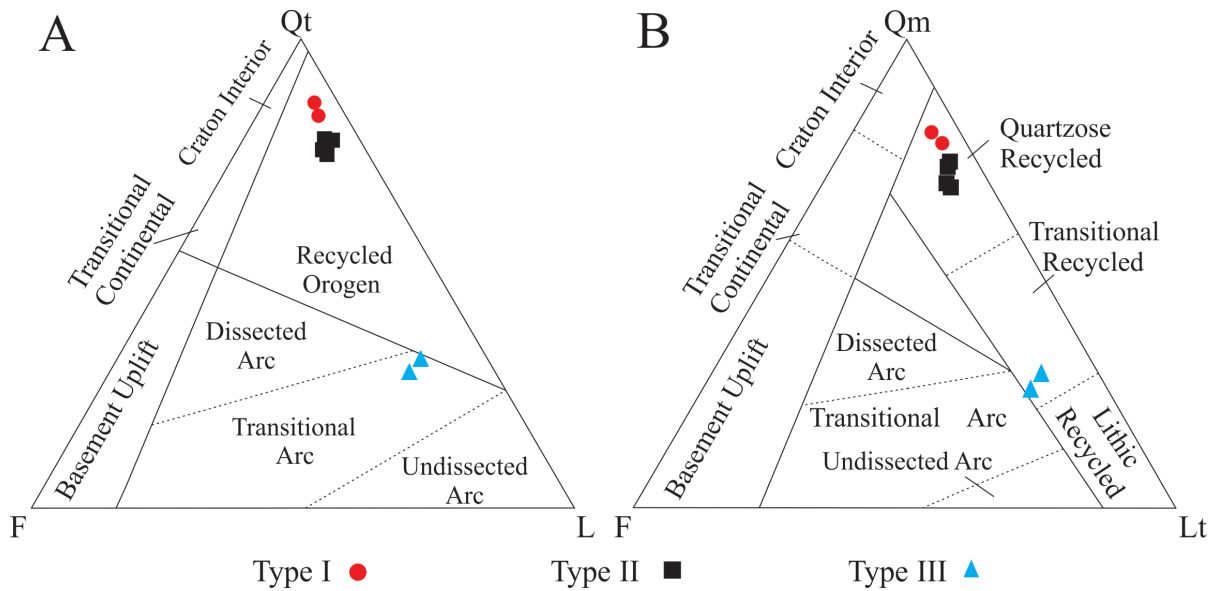 A
Qt
Craton Interior
Transitional
Continental
Recycled
Orogen
Dissected
Arc
Basement Uplift
Transitional
Arc
Undissected
Arc
F
L
B
Qm
Craton Interior
Quartzose
Recycled
Transitional
Continental
Transitional
Recycled
Dissected
Arc
Basement Uplift
Transitional Arc
Undissected Arc
Lithic
Recycled
F
Lt
Type I
Type II
Type III